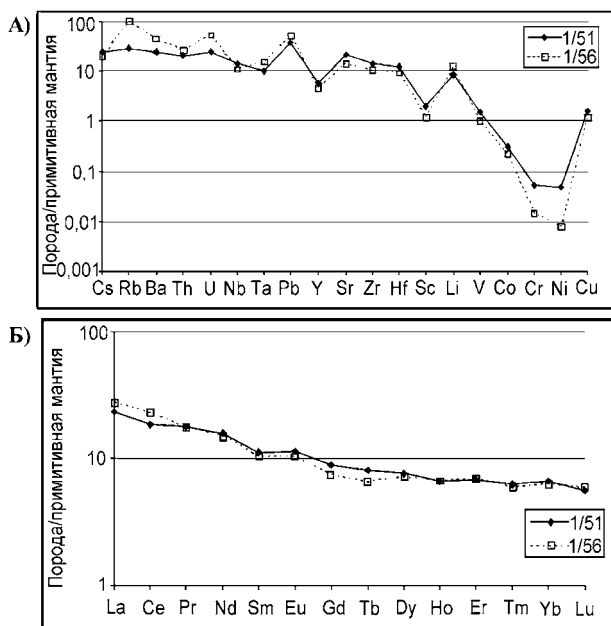 А)
Порода/примитивная мантия
100
10
1
0,1
0,01
0,001
Cs Rb Ba Th U Nb Ta Pb Y Sr Zr Hf Sc Li V Co Cr Ni Cu
1/51
1/56
Б)
Порода/примитивная мантия
100
10
1
La Ce Pr Nd Sm Eu Gd Tb Dy Ho Er Tm Yb Lu
1/51
1/56